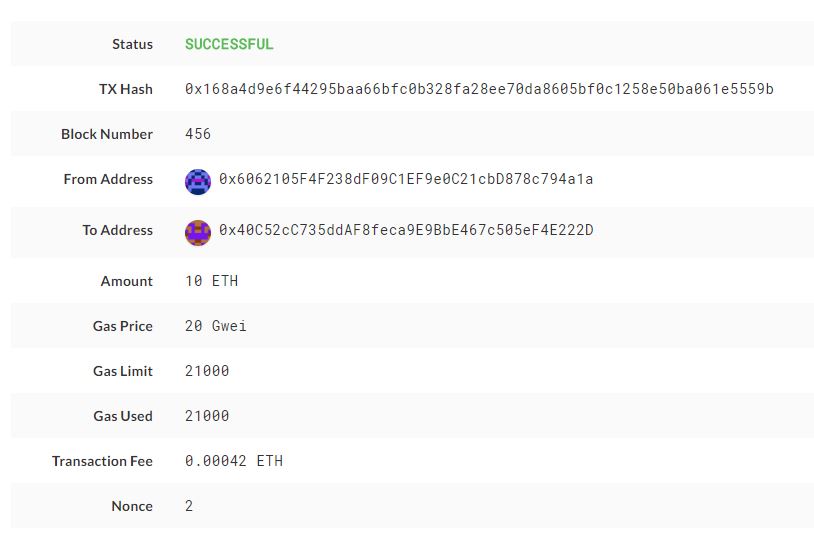 Status SUCCESSFUL
TX Hash 0x168a4d9e6f44295baa66bfc0b328fa28ee70da8605bf0c1258e50ba061e5559b
Block Number 456
From Address 0x6062105F4F238dF09C1EF9e0C21cbD878c794a1a
To Address 0x40C52cC735ddAF8feca9E9BbE467c505eF4E222D
Amount 10 ETH
Gas Price 20 Gwei
Gas Limit 21000
Gas Used 21000
Transaction Fee 0.00042 ETH
Nonce 2